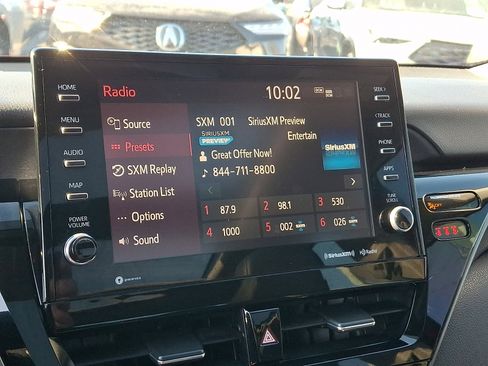 HOME
MENU
AUDIO
MAP
POWER
VOLUME
Radio
10:02
Source
Presets
SXM Replay
Station List
Options
Sound
SXM 001 SiriusXM Preview
SiriusXM
PREVIEW
Entertain
Great Offer Now!
844-711-8800
SiriusXM
1 87.9
2 98.1
3 530
4 1000
5 002
6 026
SEEK >
< TRACK
PHONE
APPS
TUNE
SCROLL
SiriusXM
HD Radio